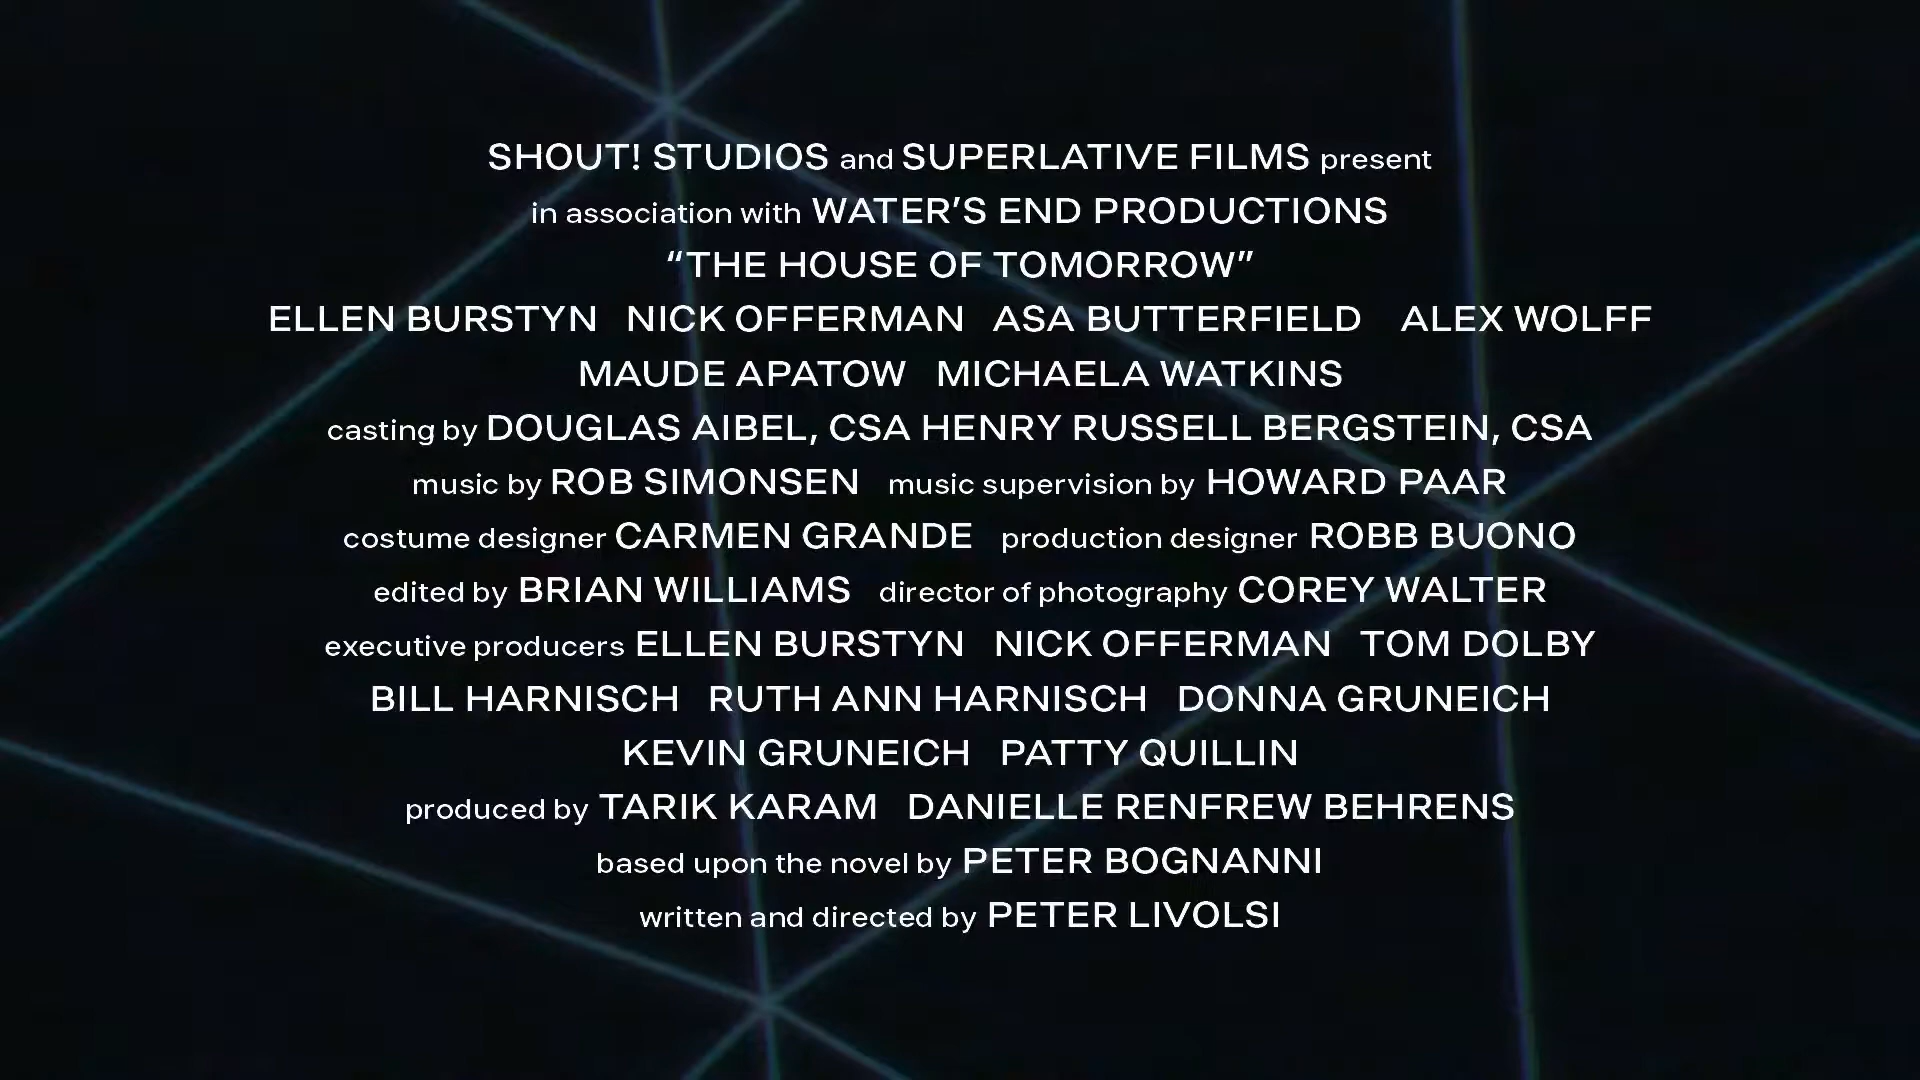 SHOUT! STUDIOS and SUPERLATIVE FILMS present
in association with WATER’S END PRODUCTIONS
“THE HOUSE OF TOMORROW”
ELLEN BURSTYN NICK OFFERMAN ASA BUTTERFIELD ALEX WOLFF
MAUDE APATOW MICHAELA WATKINS
casting by DOUGLAS AIBEL, CSA HENRY RUSSELL BERGSTEIN, CSA
music by ROB SIMONSEN music supervision by HOWARD PAAR
costume designer CARMEN GRANDE production designer ROBB BUONO
edited by BRIAN WILLIAMS director of photography COREY WALTER
executive producers ELLEN BURSTYN NICK OFFERMAN TOM DOLBY
BILL HARNISCH RUTH ANN HARNISCH DONNA GRUNEICH
KEVIN GRUNEICH PATTY QUILLIN
produced by TARIK KARAM DANIELLE RENFREW BEHRENS
based upon the novel by PETER BOGNANNI
written and directed by PETER LIVOLSI